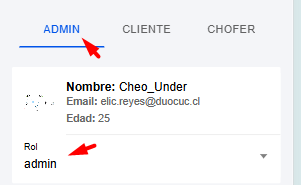 ADMIN CLIENTE CHOFER
Nombre: Cheo_Under
Email: elic.reyes@duocuc.cl
Edad: 25
Rol
admin